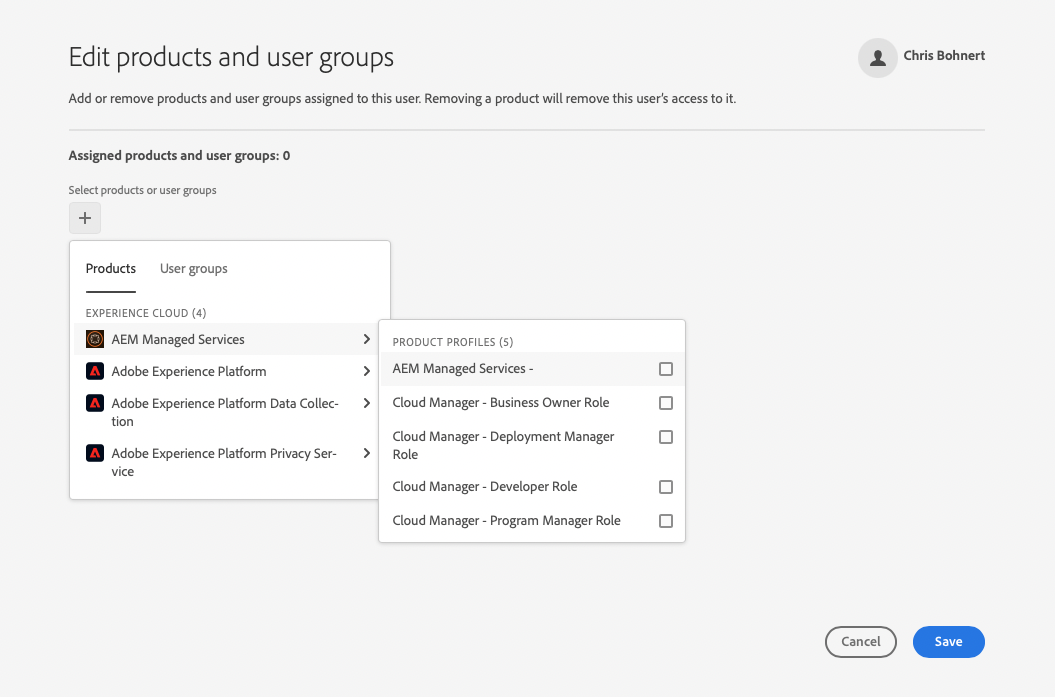 Edit products and user groups
Chris Bohnert
Add or remove products and user groups assigned to this user. Removing a product will remove this user's access to it.
Assigned products and user groups: 0
Select products or user groups
Products
User groups
EXPERIENCE CLOUD (4)
AEM Managed Services
Adobe Experience Platform
Adobe Experience Platform Data Collec-
tion
Adobe Experience Platform Privacy Ser-
vice
PRODUCT PROFILES (5)
AEM Managed Services -
Cloud Manager - Business Owner Role
Cloud Manager - Deployment Manager
Role
Cloud Manager - Developer Role
Cloud Manager - Program Manager Role
Cancel
Save